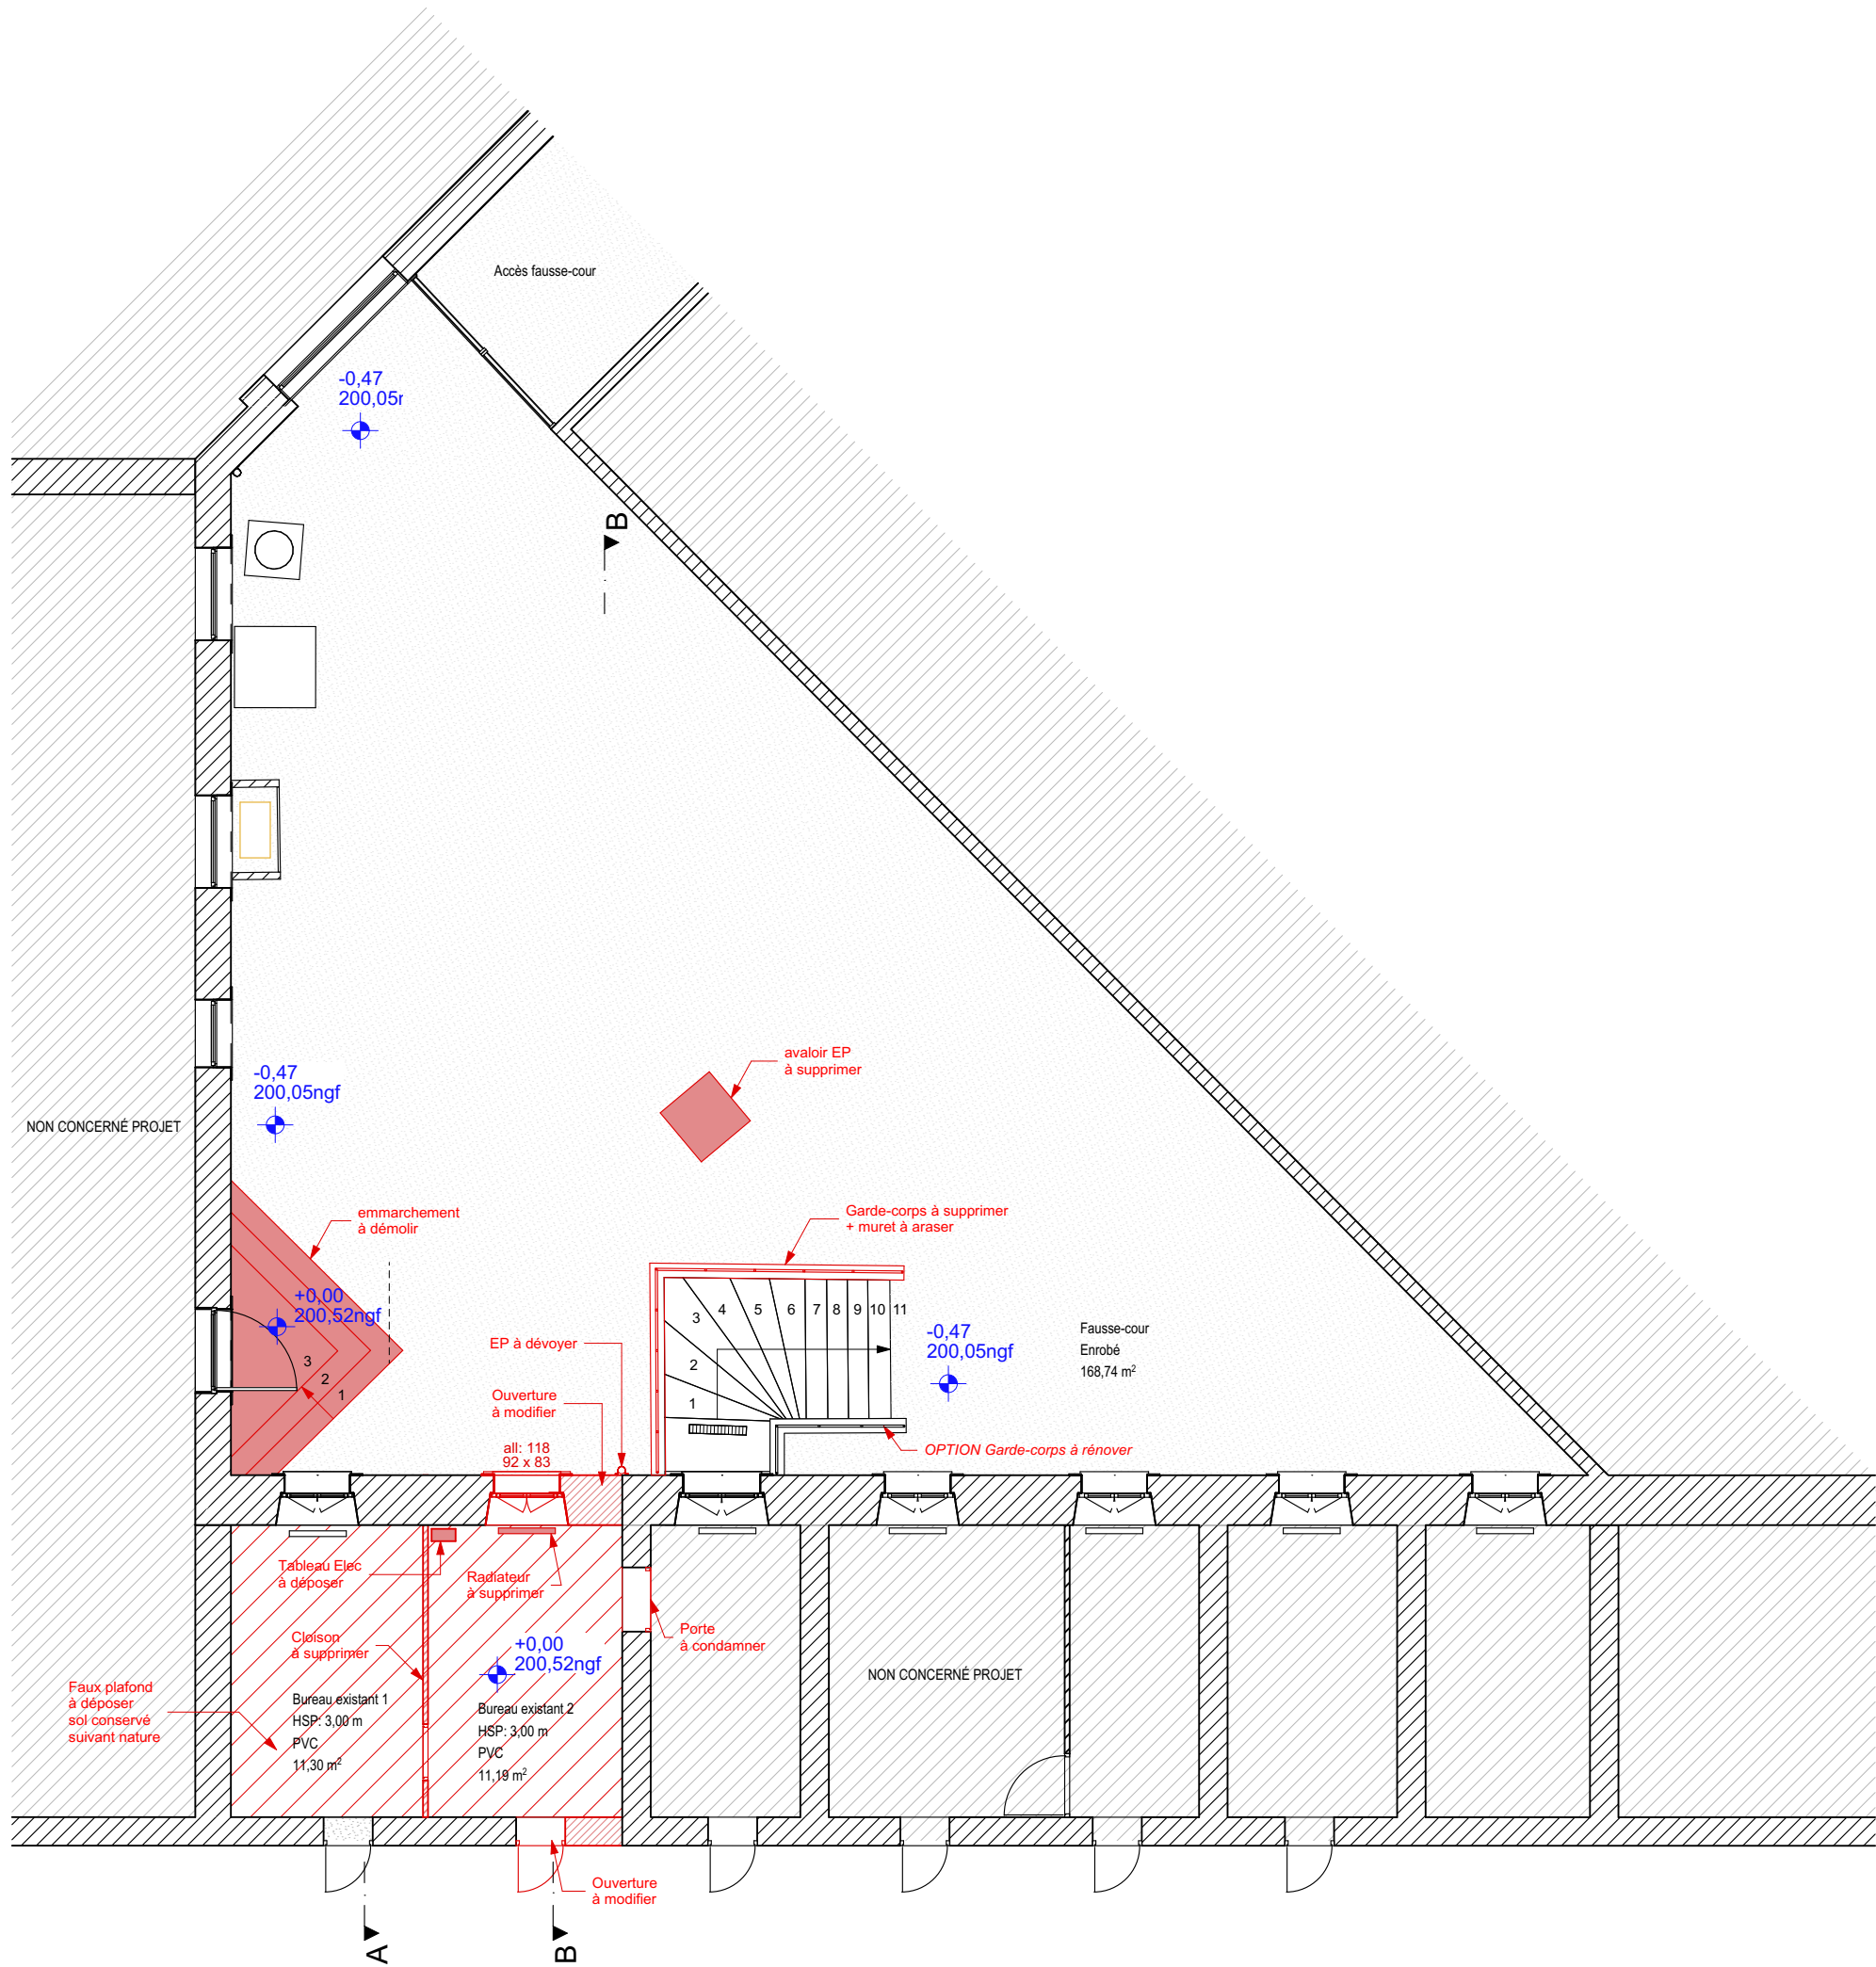 Accès fausse-cour
-0,47
200,05r
B
-0,47
200,05ngf
NON CONCERNÉ PROJET
avaloir EP
à supprimer
emmarchement
à démolir
Garde-corps à supprimer
+ muret à araser
+0,00
200,52ngf
3
2
1
3
4
5
6
7
8
9
10
11
2
1
EP à dévoyer
-0,47
200,05ngf
Fausse-cour
Enrobé
168,74 m²
Ouverture
à modifier
all: 118
92 x 83
OPTION Garde-corps à rénover
Tableau Elec
à déposer
Radiateur
à supprimer
Cloison
à supprimer
+0,00
200,52ngf
Porte
à condamner
NON CONCERNÉ PROJET
Faux plafond
à déposer
sol conservé
suivant nature
Bureau existant 1
HSP: 3,00 m
PVC
11,30 m²
Bureau existant 2
HSP: 3,00 m
PVC
11,19 m²
Ouverture
à modifier
A
B